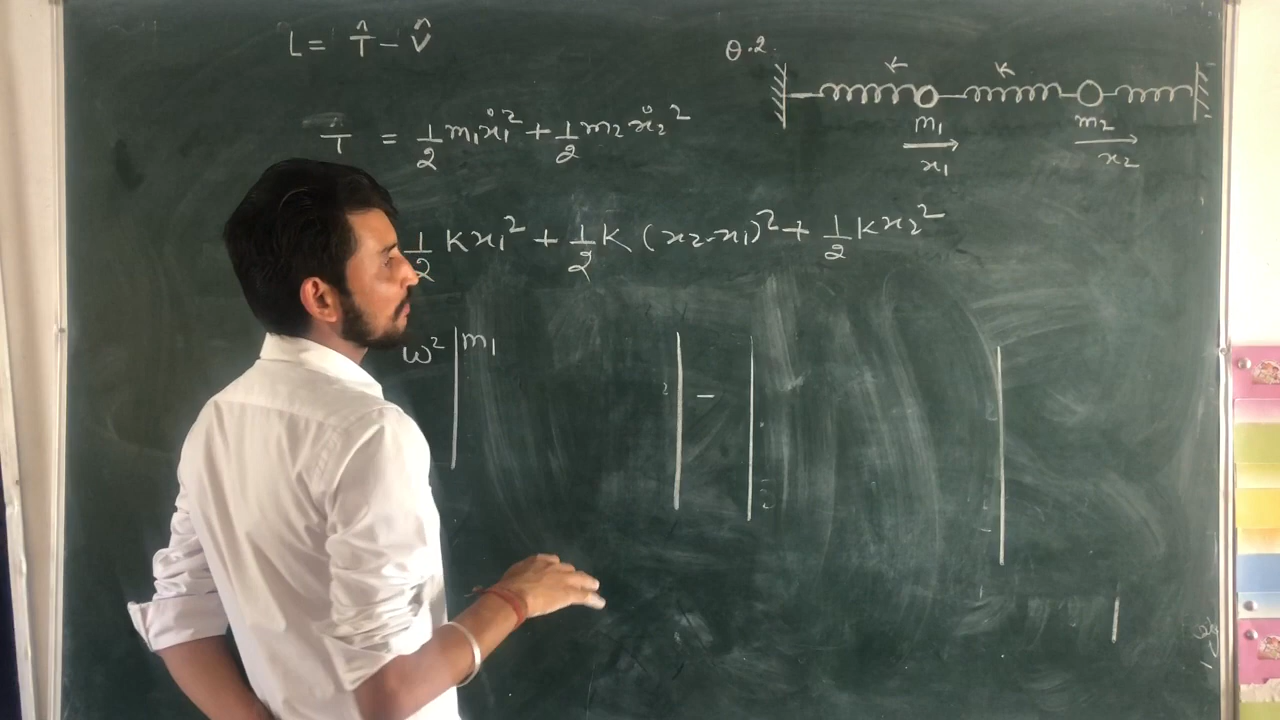 L = T̂ - V̂
Q.2.
K K
m₁ m₂
x₁ x₂
T = 1/2 m₁ẋ₁² + 1/2 m₂ẋ₂²
1/2 Kx₁² + 1/2 K (x₂-x₁)² + 1/2 Kx₂²
ω² | m₁ | - | |